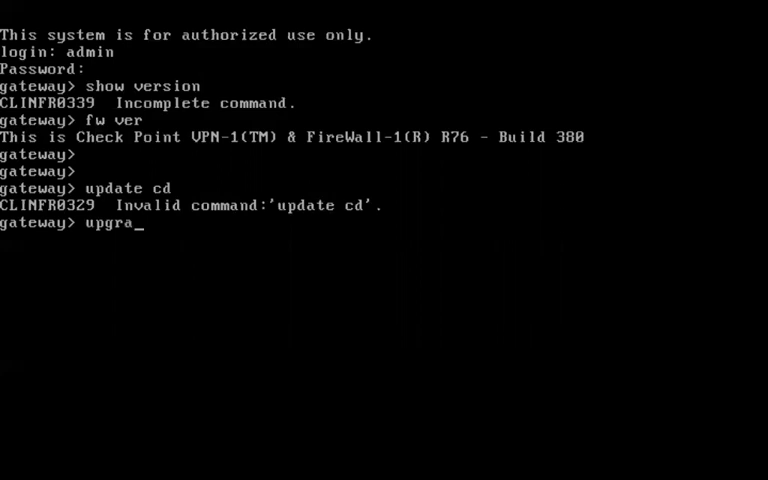 This system is for authorized use only.
login: admin
Password:
gateway> show version
CLINFR0339  Incomplete command.
gateway> fw ver
This is Check Point VPN-1(TM) & FireWall-1(R) R76 - Build 380
gateway>
gateway>
gateway> update cd
CLINFR0329  Invalid command:'update cd'.
gateway> upgra_